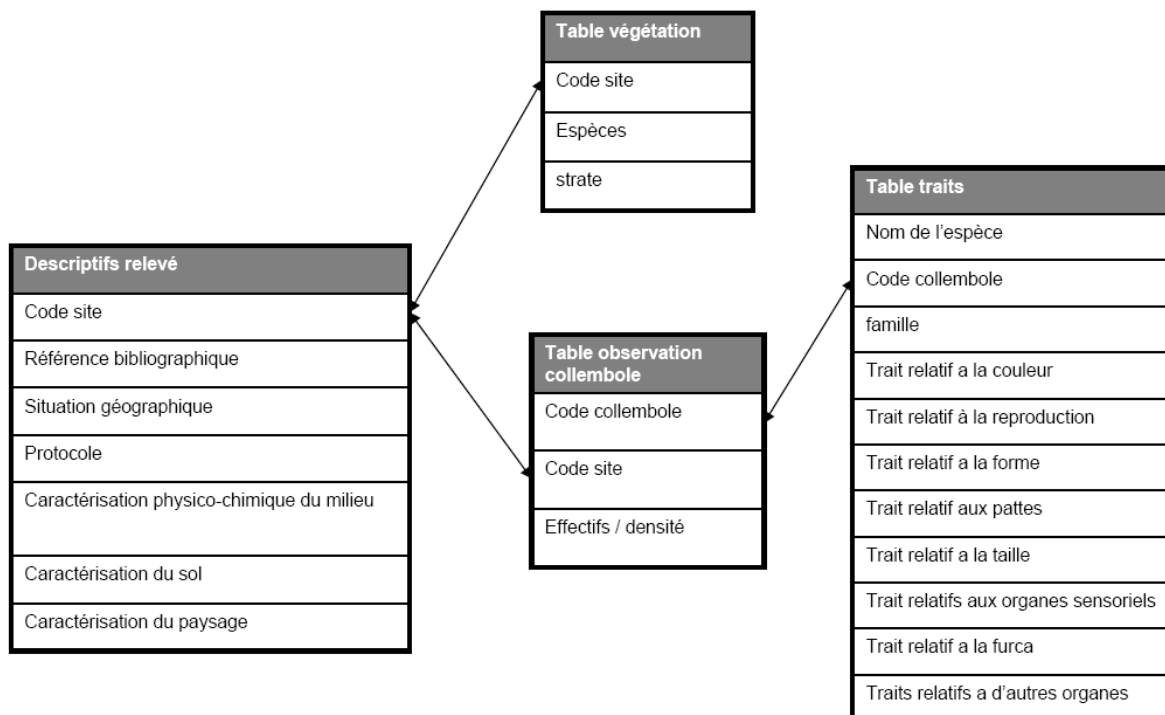 Table végétation
Code site
Espèces
strate
Descriptifs relevé
Code site
Référence bibliographique
Situation géographique
Protocole
Caractérisation physico-chimique du milieu
Caractérisation du sol
Caractérisation du paysage
Table observation
collembole
Code collembole
Code site
Effectifs / densité
Table traits
Nom de l'espèce
Code collembole
famille
Trait relatif a la couleur
Trait relatif à la reproduction
Trait relatif a la forme
Trait relatif aux pattes
Trait relatif a la taille
Trait relatifs aux organes sensoriels
Trait relatif a la furca
Traits relatifs a d'autres organes